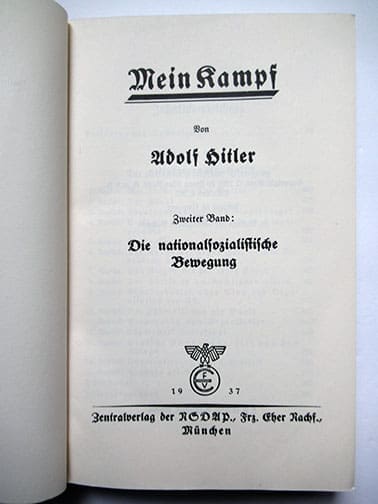 Mein Kampf
Von
Adolf Hitler
Zweiter Band:
Die nationalsozialistische
Bewegung
19 37
Zentralverlag der NSDAP., Frz. Eher Nachf.,
München